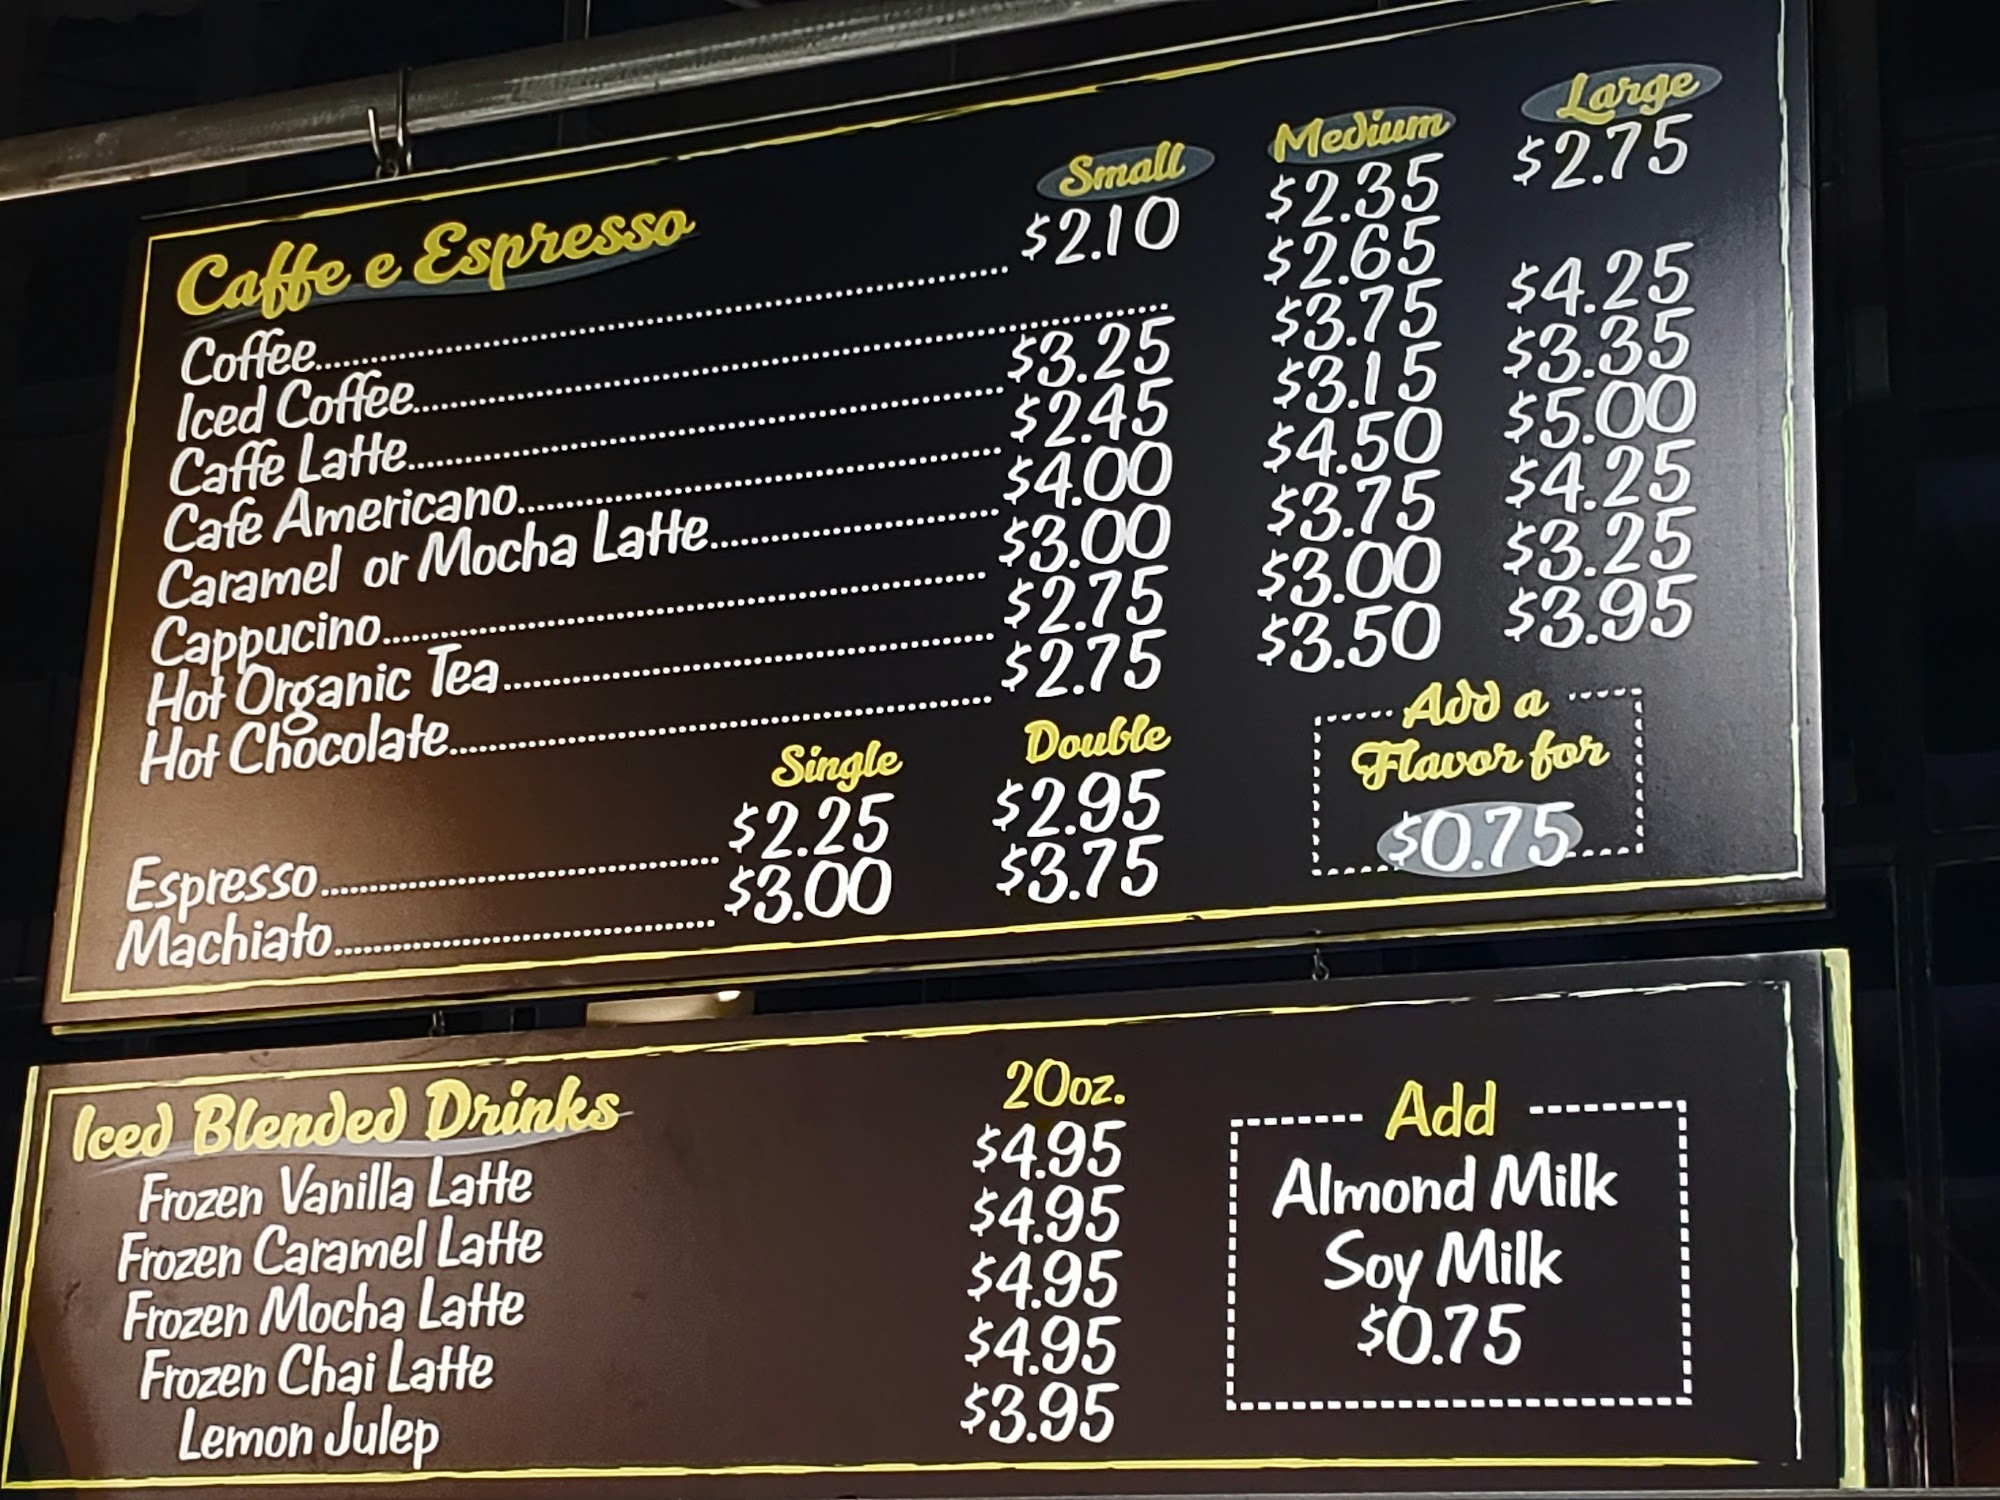 Small Medium Large
Caffe e Espresso
Coffee $2.10 $2.35 $2.75
Iced Coffee $2.65
Caffe Latte $3.25 $3.75 $4.25
Cafe Americano $2.45 $3.15 $3.35
Caramel or Mocha Latte $4.00 $4.50 $5.00
Cappucino $3.00 $3.75 $4.25
Hot Organic Tea $2.75 $3.00 $3.25
Hot Chocolate $2.75 $3.50 $3.95
Single Double
Espresso $2.25 $2.95
Machiato $3.00 $3.75
Add a
Flavor for
$0.75
Iced Blended Drinks 20oz.
Frozen Vanilla Latte $4.95
Frozen Caramel Latte $4.95
Frozen Mocha Latte $4.95
Frozen Chai Latte $4.95
Lemon Julep $3.95
Add
Almond Milk
Soy Milk
$0.75